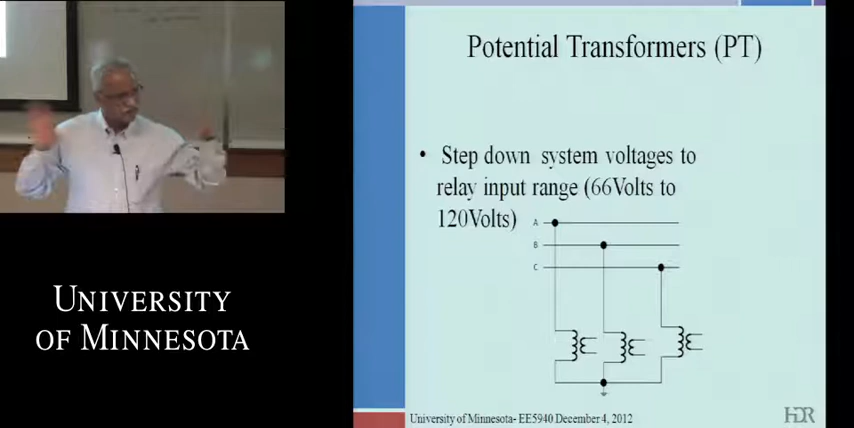 UNIVERSITY
OF MINNESOTA
Potential Transformers (PT)
• Step down system voltages to
relay input range (66Volts to
120Volts)
A
B
C
University of Minnesota- EE5940 December 4, 2012
HDR